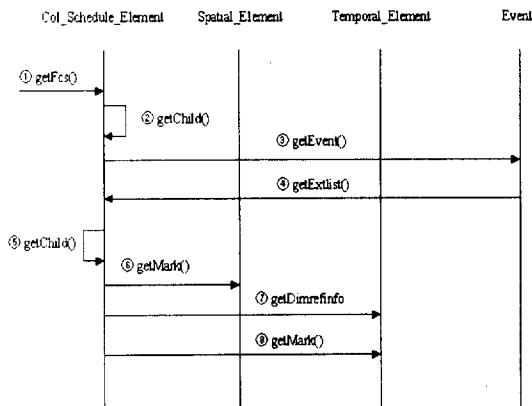 Col_Schedule_Element Spatial_Element Temporal_Element Event
① getFcs()
② getChild()
③ getEvent()
④ getExtlist()
⑤ getChild()
⑥ getMark()
⑦ getDimrefinfo
⑧ getMark()